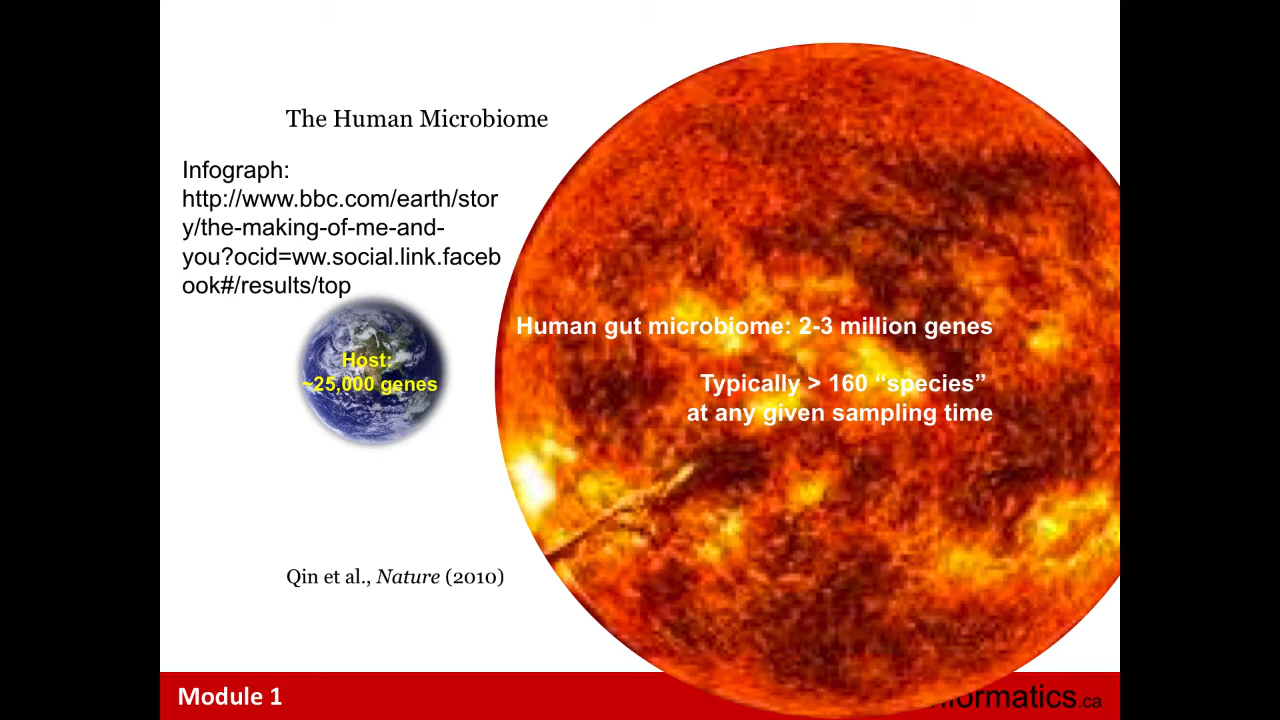 The Human Microbiome
Infograph:
http://www.bbc.com/earth/stor
y/the-making-of-me-and-
you?ocid=ww.social.link.faceb
ook#/results/top
Host:
~25,000 genes
Human gut microbiome: 2-3 million genes
Typically > 160 “species”
at any given sampling time
Qin et al., Nature (2010)
Module 1
formatics.ca